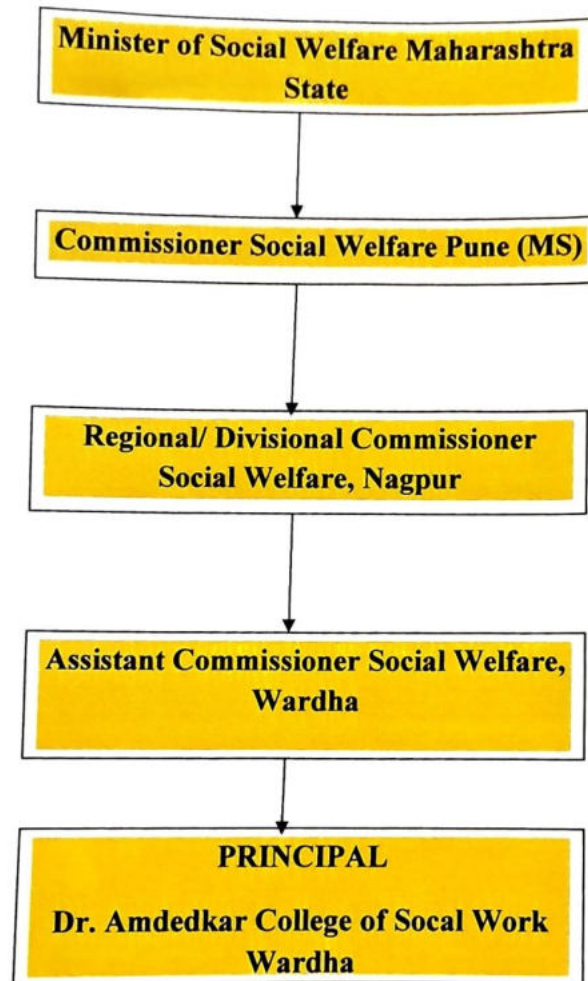 Minister of Social Welfare Maharashtra
State
Commissioner Social Welfare Pune (MS)
Regional/ Divisional Commissioner
Social Welfare, Nagpur
Assistant Commissioner Social Welfare,
Wardha
PRINCIPAL
Dr. Amdedkar College of Socal Work
Wardha